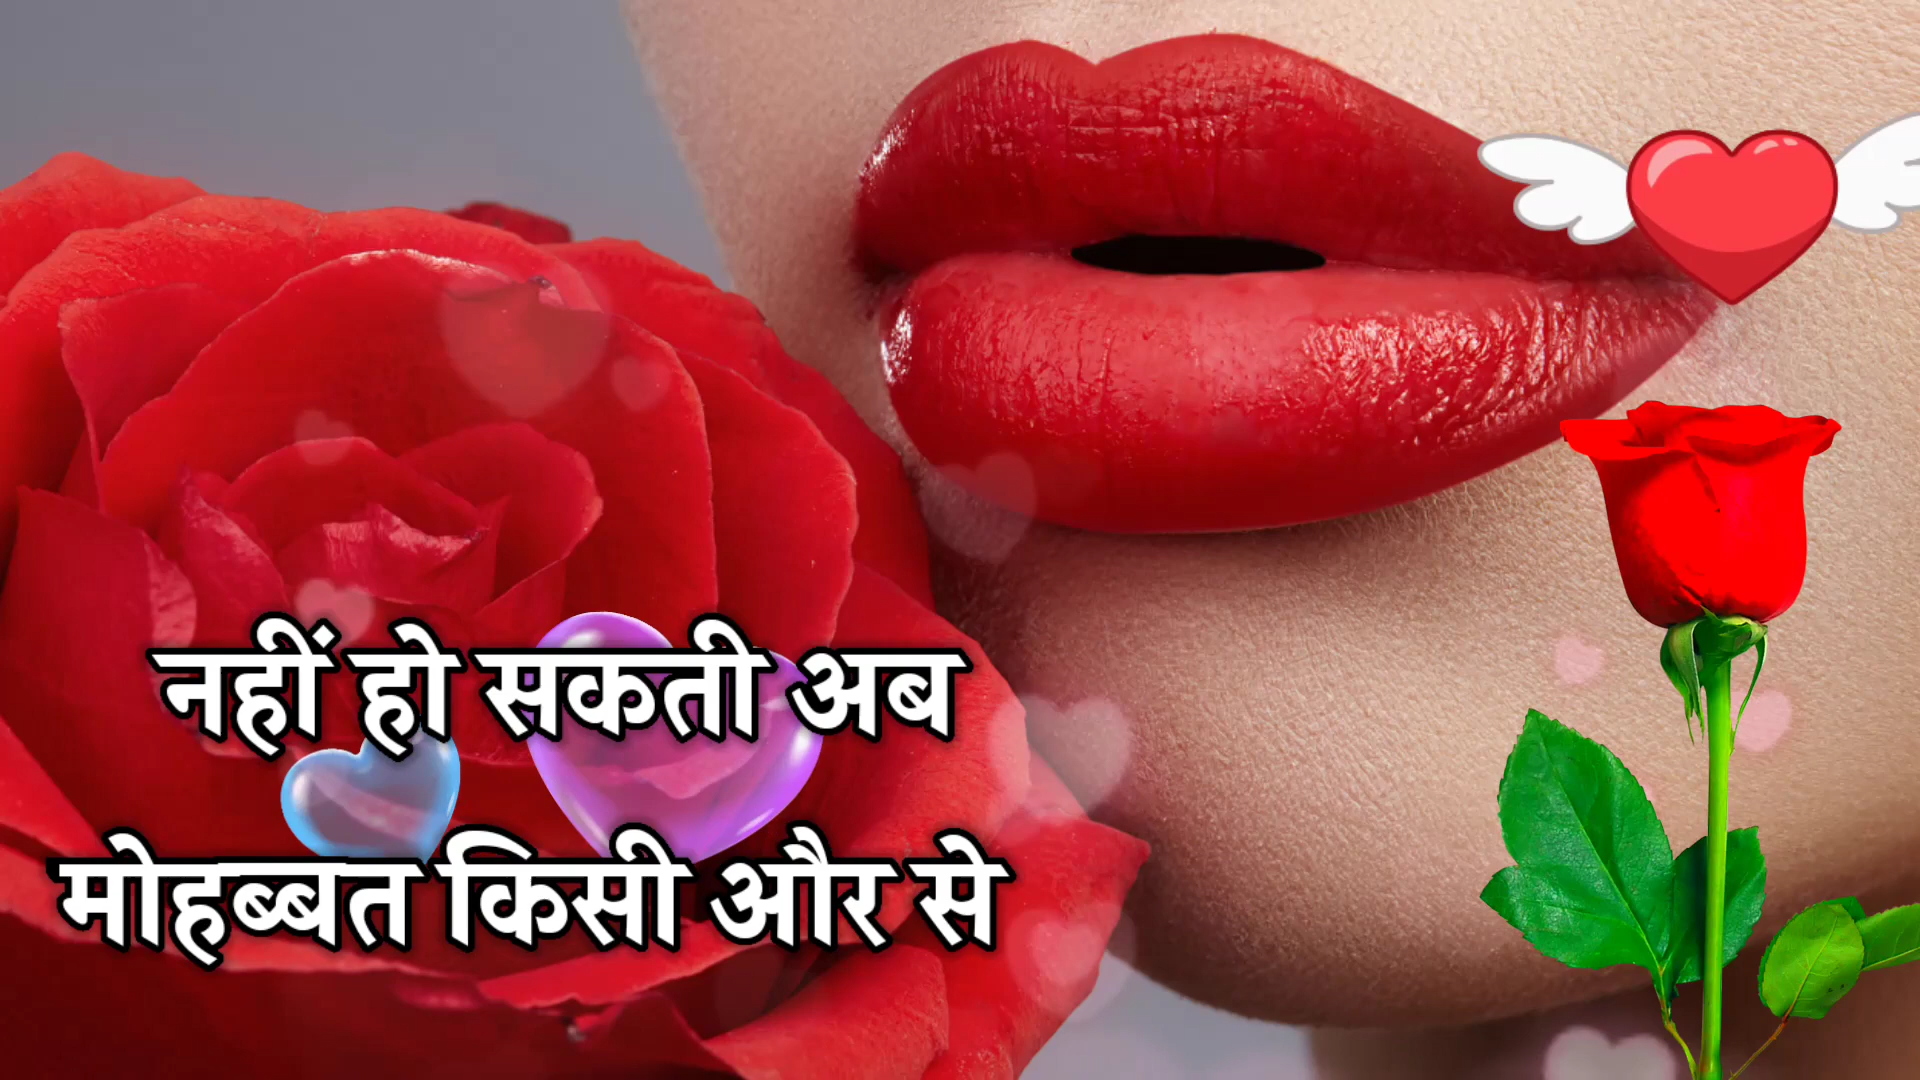 नहीं हो सकती अब
मोहब्बत किसी और से